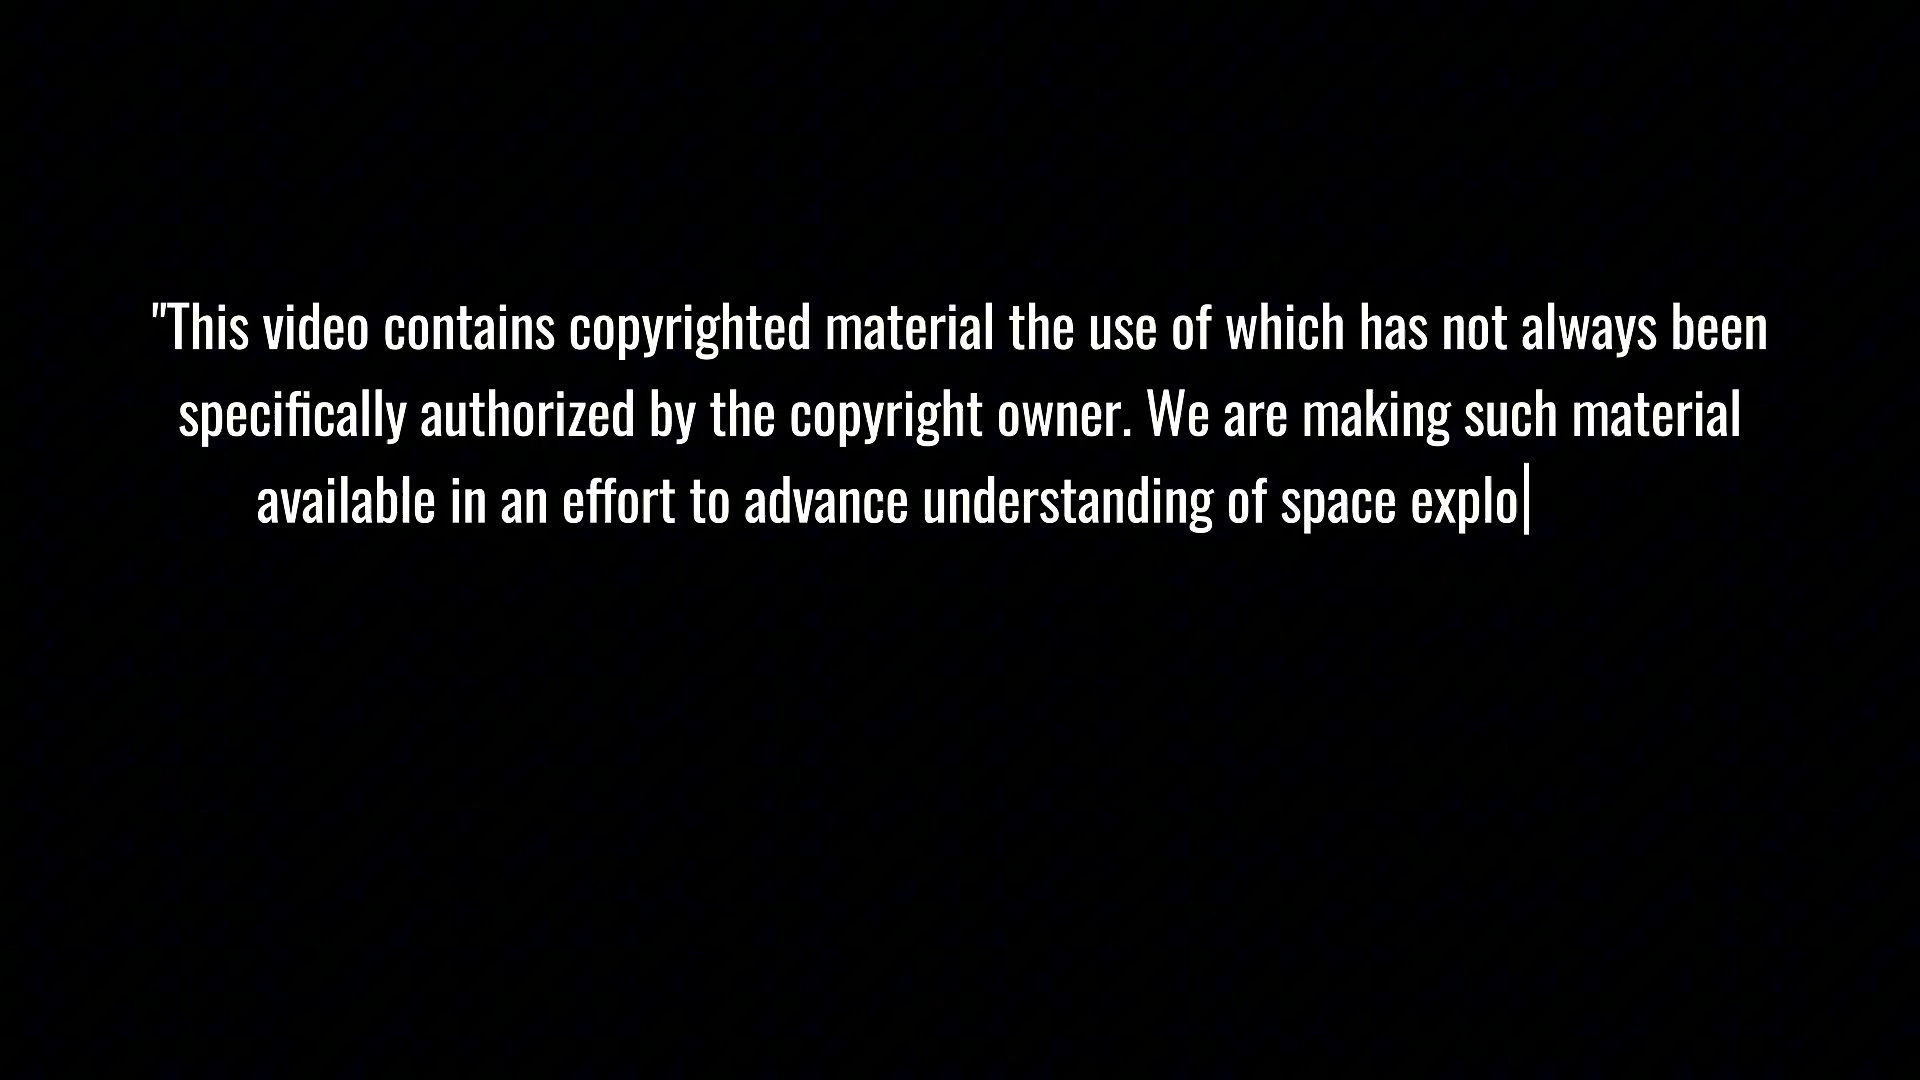 "This video contains copyrighted material the use of which has not always been
specifically authorized by the copyright owner. We are making such material
available in an effort to advance understanding of space explo